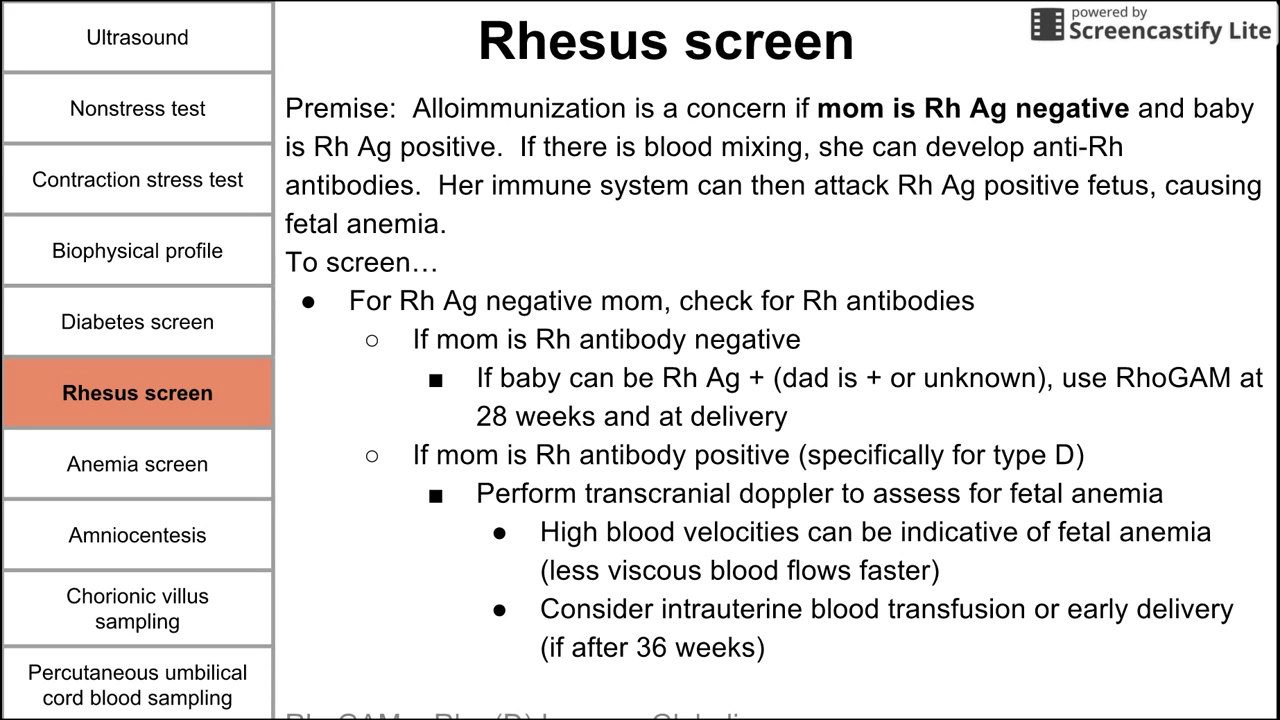 Ultrasound
Nonstress test
Contraction stress test
Biophysical profile
Diabetes screen
Rhesus screen
Anemia screen
Amniocentesis
Chorionic villus
sampling
Percutaneous umbilical
cord blood sampling
Rhesus screen
powered by
Screencastify Lite
Premise: Alloimmunization is a concern if mom is Rh Ag negative and baby
is Rh Ag positive. If there is blood mixing, she can develop anti-Rh
antibodies. Her immune system can then attack Rh Ag positive fetus, causing
fetal anemia.
To screen…
● For Rh Ag negative mom, check for Rh antibodies
○ If mom is Rh antibody negative
■ If baby can be Rh Ag + (dad is + or unknown), use RhoGAM at
28 weeks and at delivery
○ If mom is Rh antibody positive (specifically for type D)
■ Perform transcranial doppler to assess for fetal anemia
● High blood velocities can be indicative of fetal anemia
(less viscous blood flows faster)
● Consider intrauterine blood transfusion or early delivery
(if after 36 weeks)